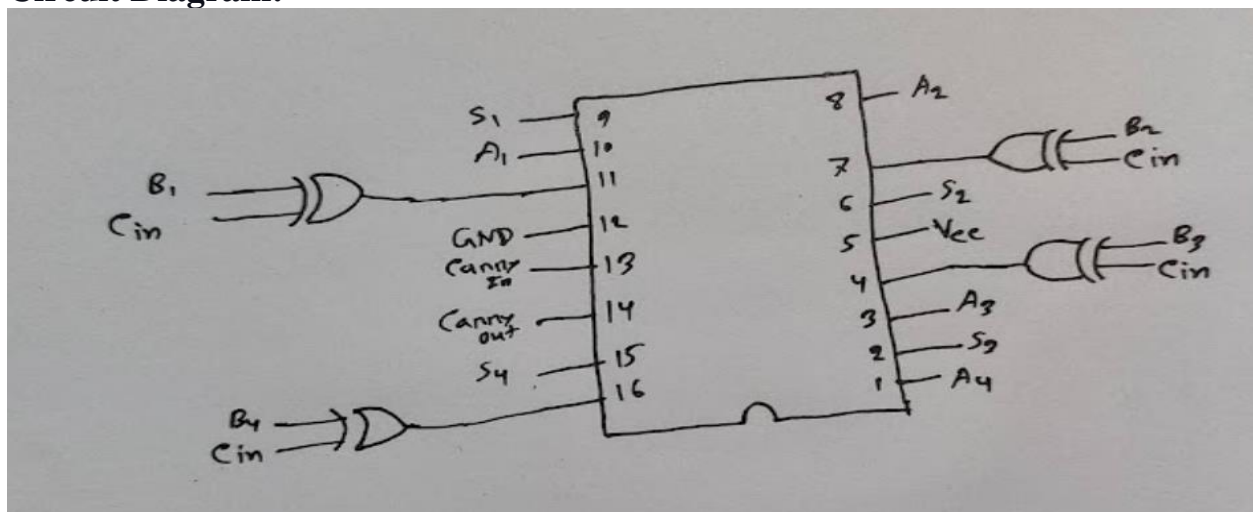 Circuit Diagram:
S1 9
A1 10
B1
Cin
11
GND 12
Carry In 13
Carry out 14
S4 15
16
B4
Cin
8 A2
7
B2
Cin
6 S2
5 Vcc
4
B3
Cin
3 A3
2 S3
1 A4